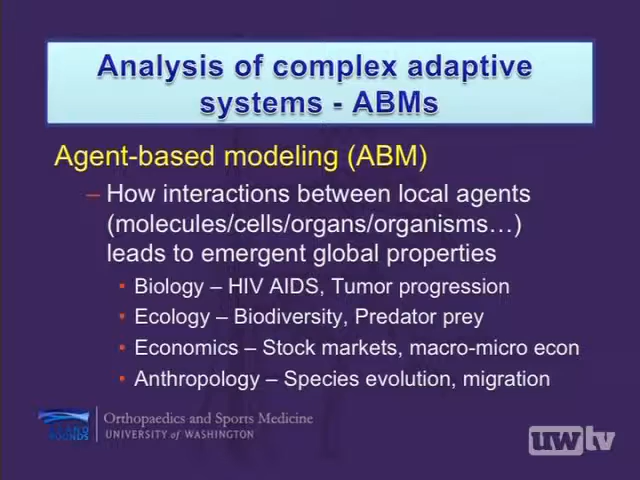 Analysis of complex adaptive
systems - ABMs
Agent-based modeling (ABM)
– How interactions between local agents
(molecules/cells/organs/organisms…)
leads to emergent global properties
▪ Biology – HIV AIDS, Tumor progression
▪ Ecology – Biodiversity, Predator prey
▪ Economics – Stock markets, macro-micro econ
▪ Anthropology – Species evolution, migration
Orthopaedics and Sports Medicine
UNIVERSITY of WASHINGTON
uwtv